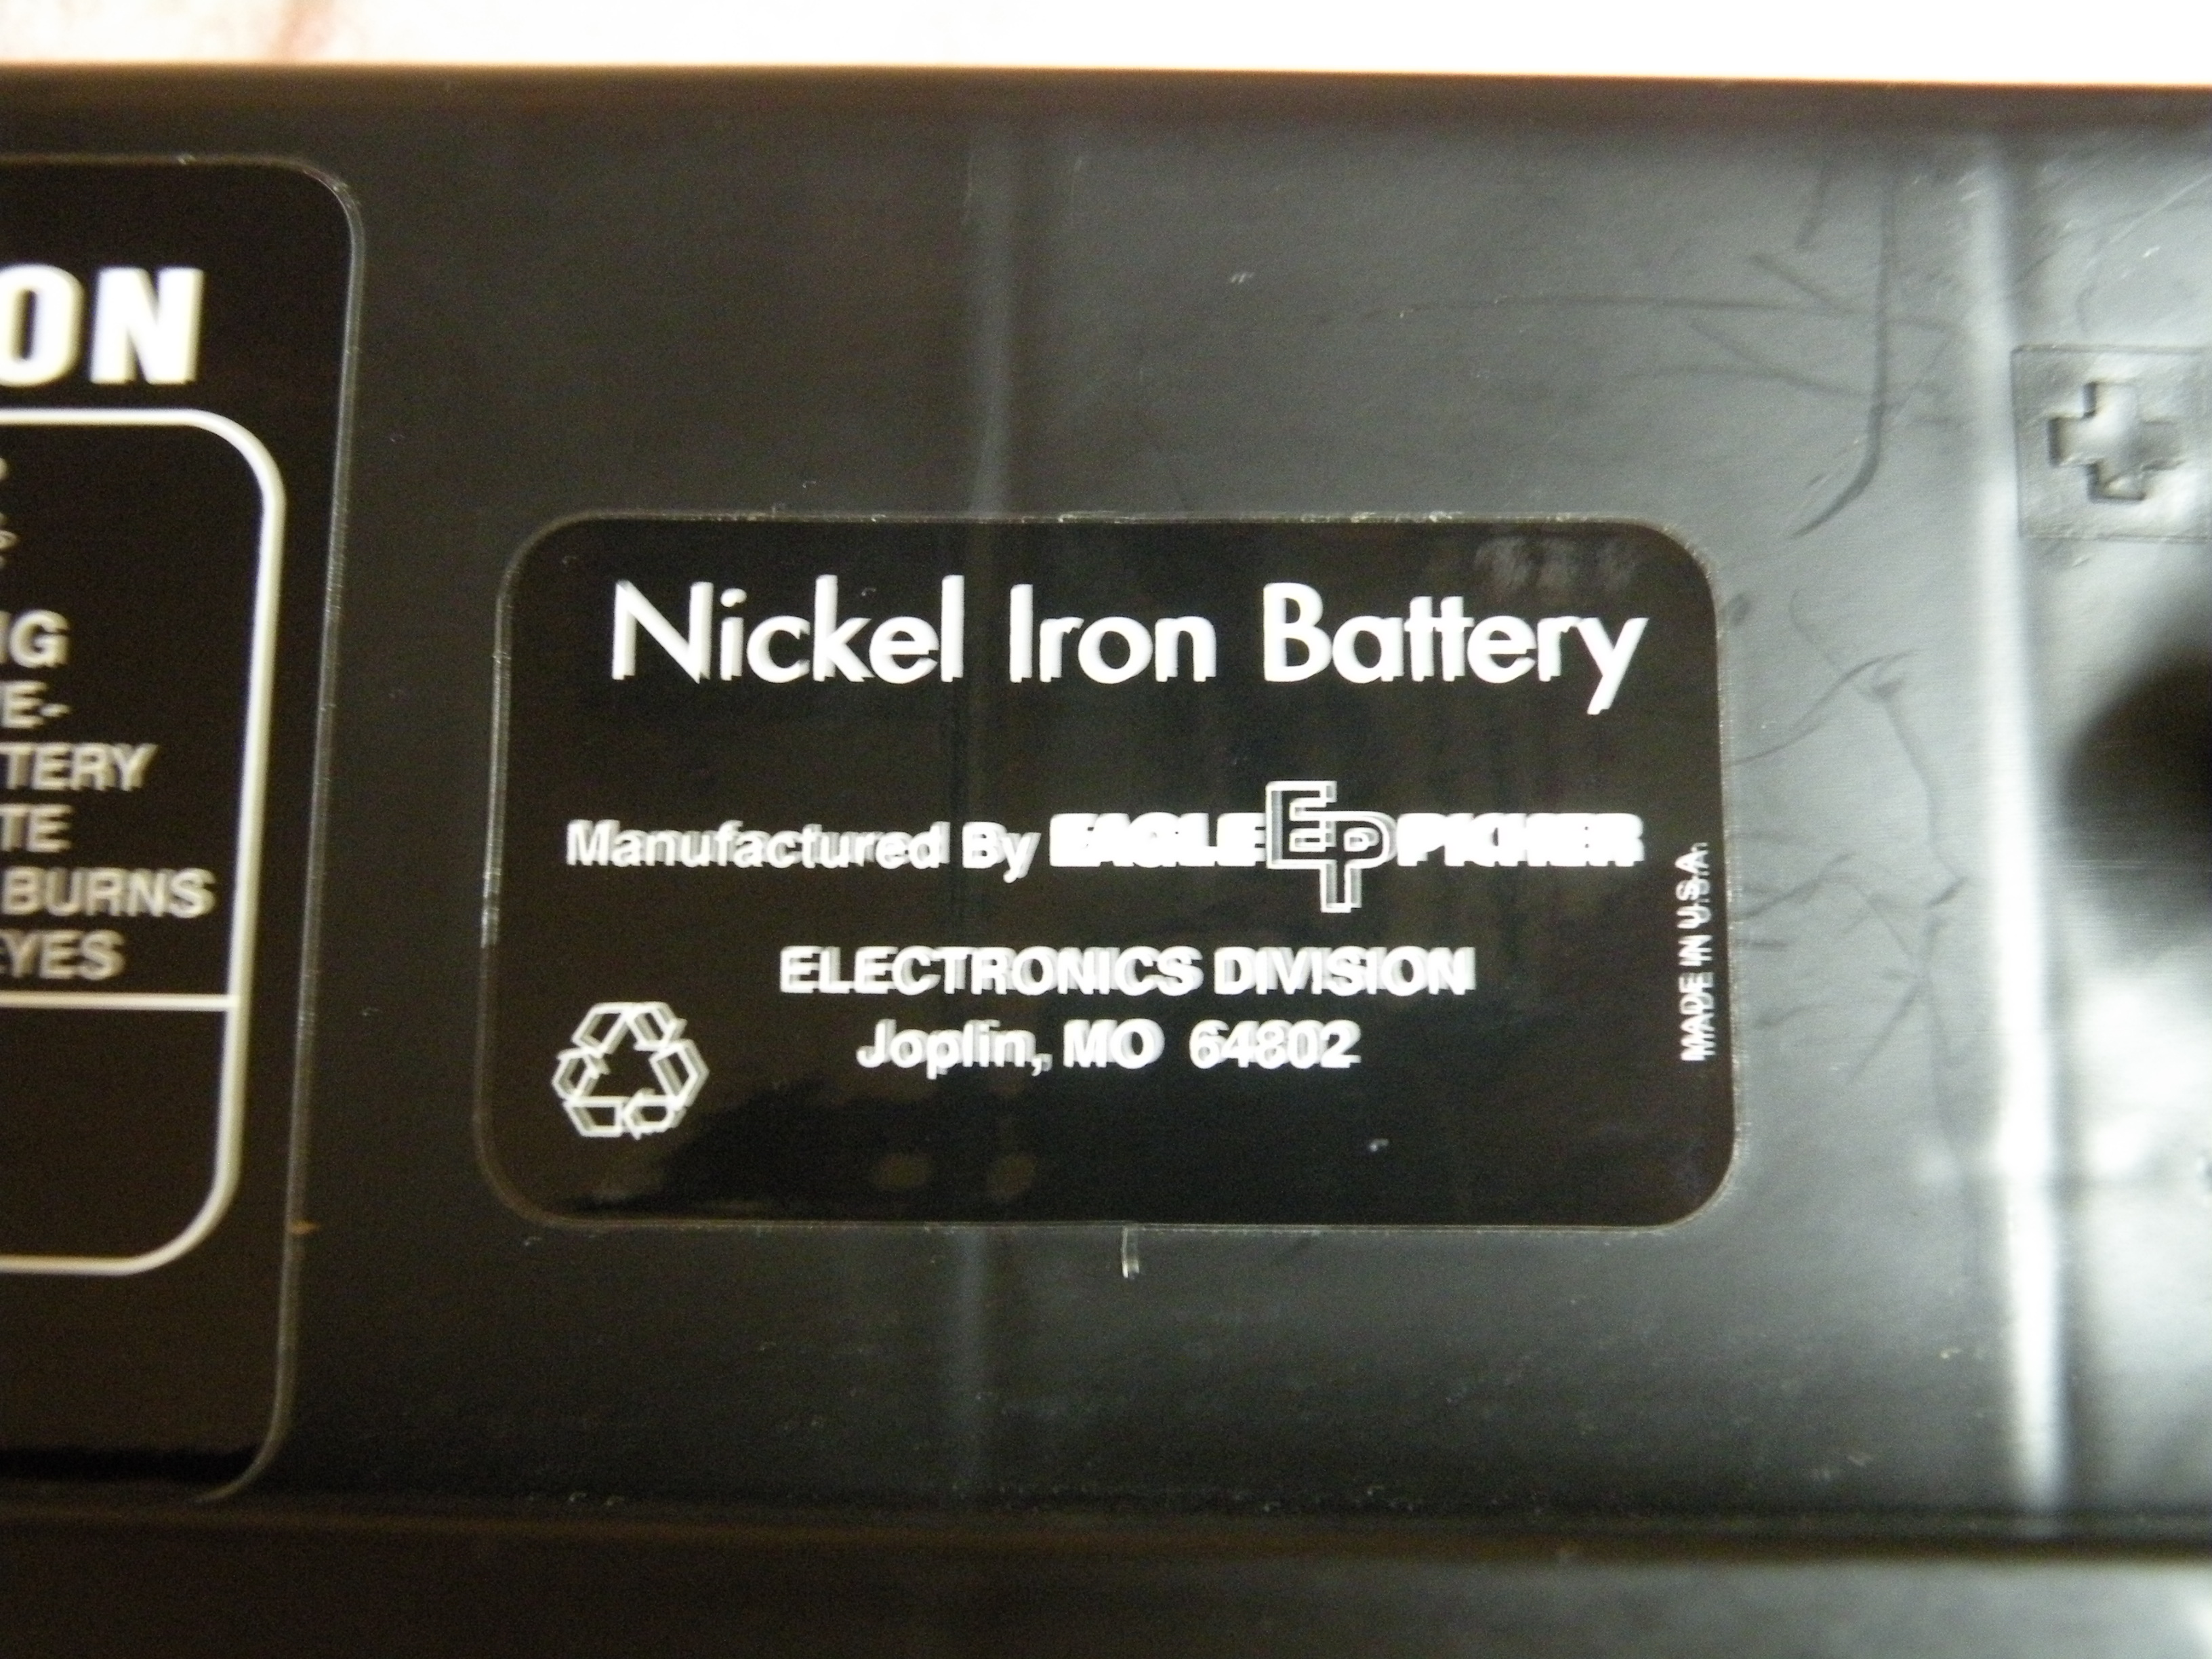 ON
IG
E-
TTERY
TE
BURNS
EYES
Nickel Iron Battery
Manufactured By EAGLE EP PICHER
ELECTRONICS DIVISION
Joplin, MO 64802
MADE IN U.S.A.